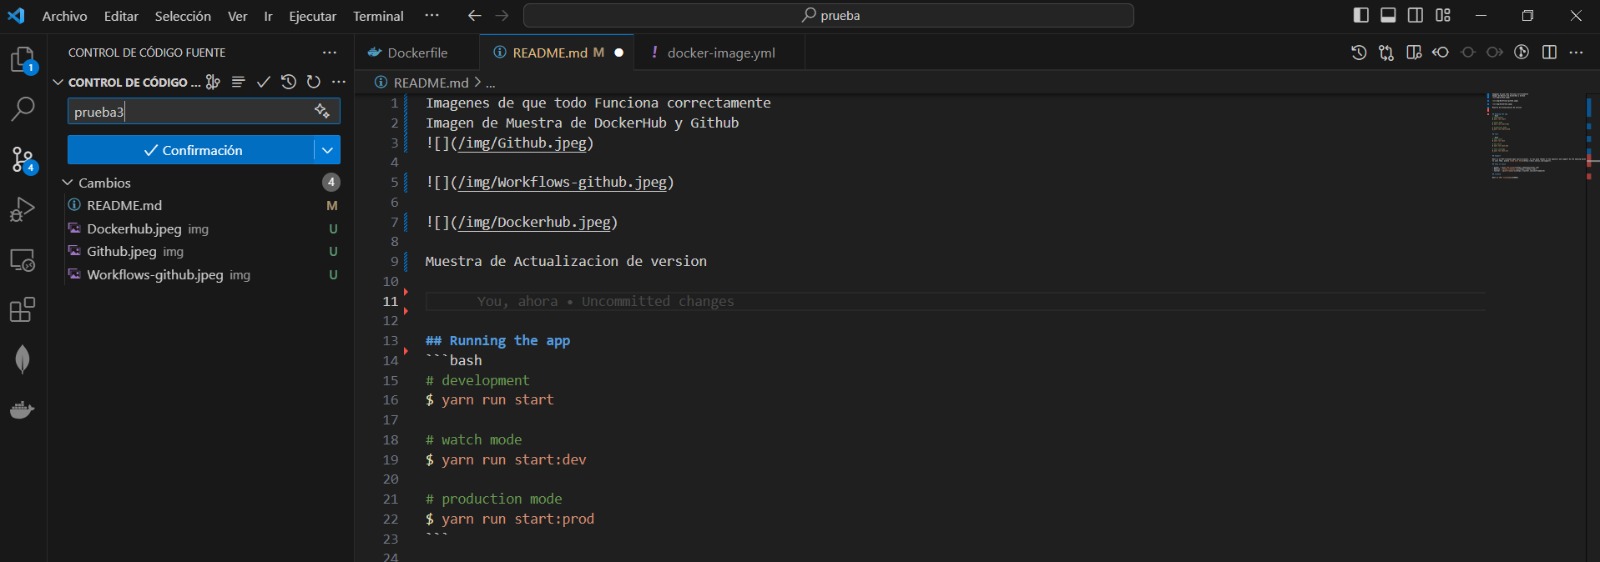 Archivo Editar Selección Ver Ir Ejecutar Terminal ··· prueba
CONTROL DE CÓDIGO FUENTE ···
Dockerfile README.md M docker-image.yml
CONTROL DE CÓDIGO ...
README.md > ...
prueba3
Confirmación
Cambios 4
README.md M
Dockerhub.jpeg img U
Github.jpeg img U
Workflows-github.jpeg img U
1
4
1 Imagenes de que todo Funciona correctamente
2 Imagen de Muestra de DockerHub y Github
3 ![](/img/Github.jpeg)
4
5 ![](/img/Workflows-github.jpeg)
6
7 ![](/img/Dockerhub.jpeg)
8
9 Muestra de Actualizacion de version
10
11 You, ahora • Uncommitted changes
12
13 ## Running the app
14 ```bash
15 # development
16 $ yarn run start
17
18 # watch mode
19 $ yarn run start:dev
20
21 # production mode
22 $ yarn run start:prod
23 ```
24